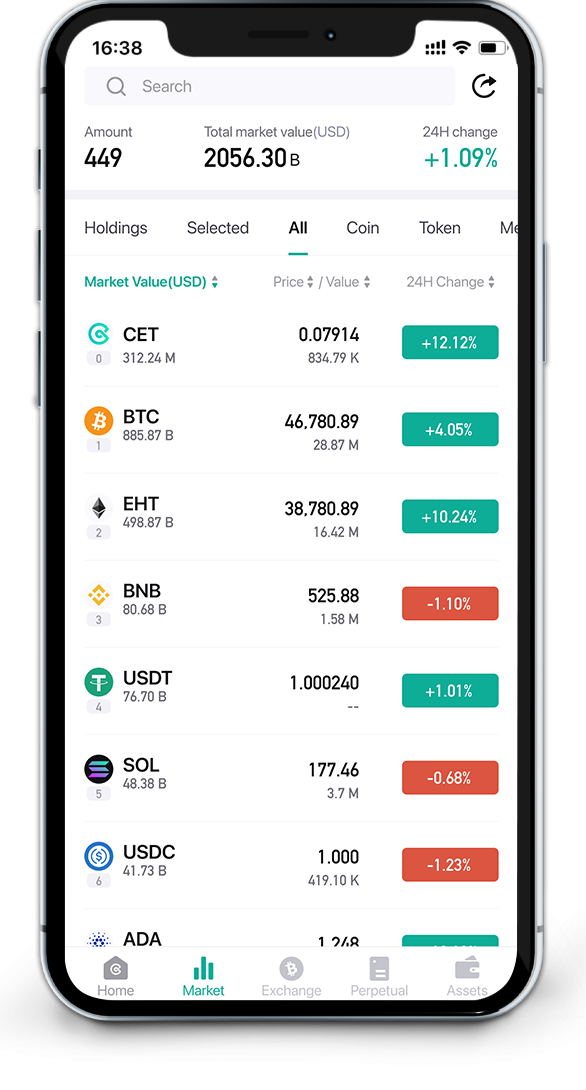 16:38
Search
Amount Total market value(USD) 24H change
449 2056.30 B +1.09%
Holdings Selected All Coin Token Me
Market Value(USD) Price / Value 24H Change
CET 0.07914 +12.12%
0 312.24 M 834.79 K
BTC 46,780.89 +4.05%
885.87 B 28.87 M
1
EHT 38,780.89 +10.24%
498.87 B 16.42 M
2
BNB 525.88 -1.10%
80.68 B 1.58 M
3
USDT 1.000240 +1.01%
76.70 B --
4
SOL 177.46 -0.68%
48.38 B 3.7 M
5
USDC 1.000 -1.23%
41.73 B 419.10 K
6
ADA 1.248
Home Market Exchange Perpetual Assets